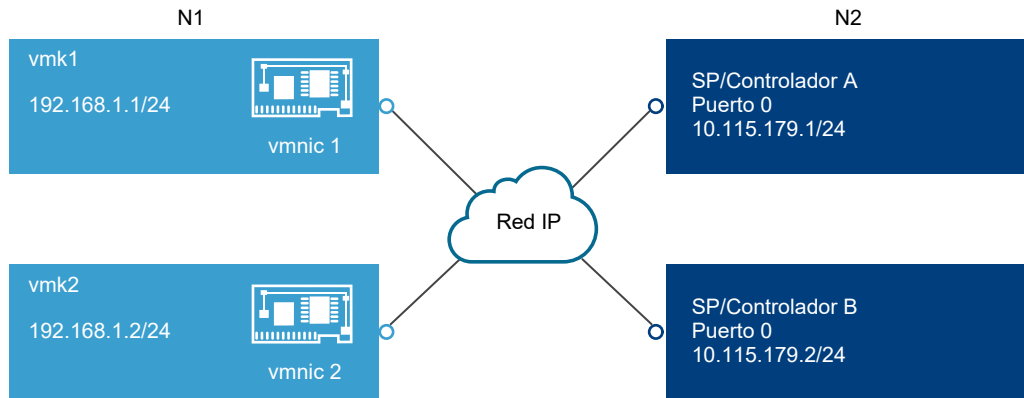 N1
N2
vmk1
192.168.1.1/24
vmnic 1
SP/Controlador A
Puerto 0
10.115.179.1/24
Red IP
vmk2
192.168.1.2/24
vmnic 2
SP/Controlador B
Puerto 0
10.115.179.2/24